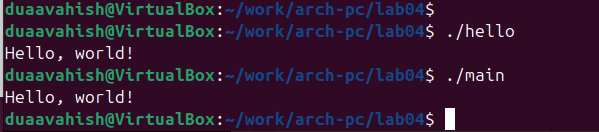 duaavahish@VirtualBox:~/work/arch-pc/lab04$
duaavahish@VirtualBox:~/work/arch-pc/lab04$ ./hello
Hello, world!
duaavahish@VirtualBox:~/work/arch-pc/lab04$ ./main
Hello, world!
duaavahish@VirtualBox:~/work/arch-pc/lab04$